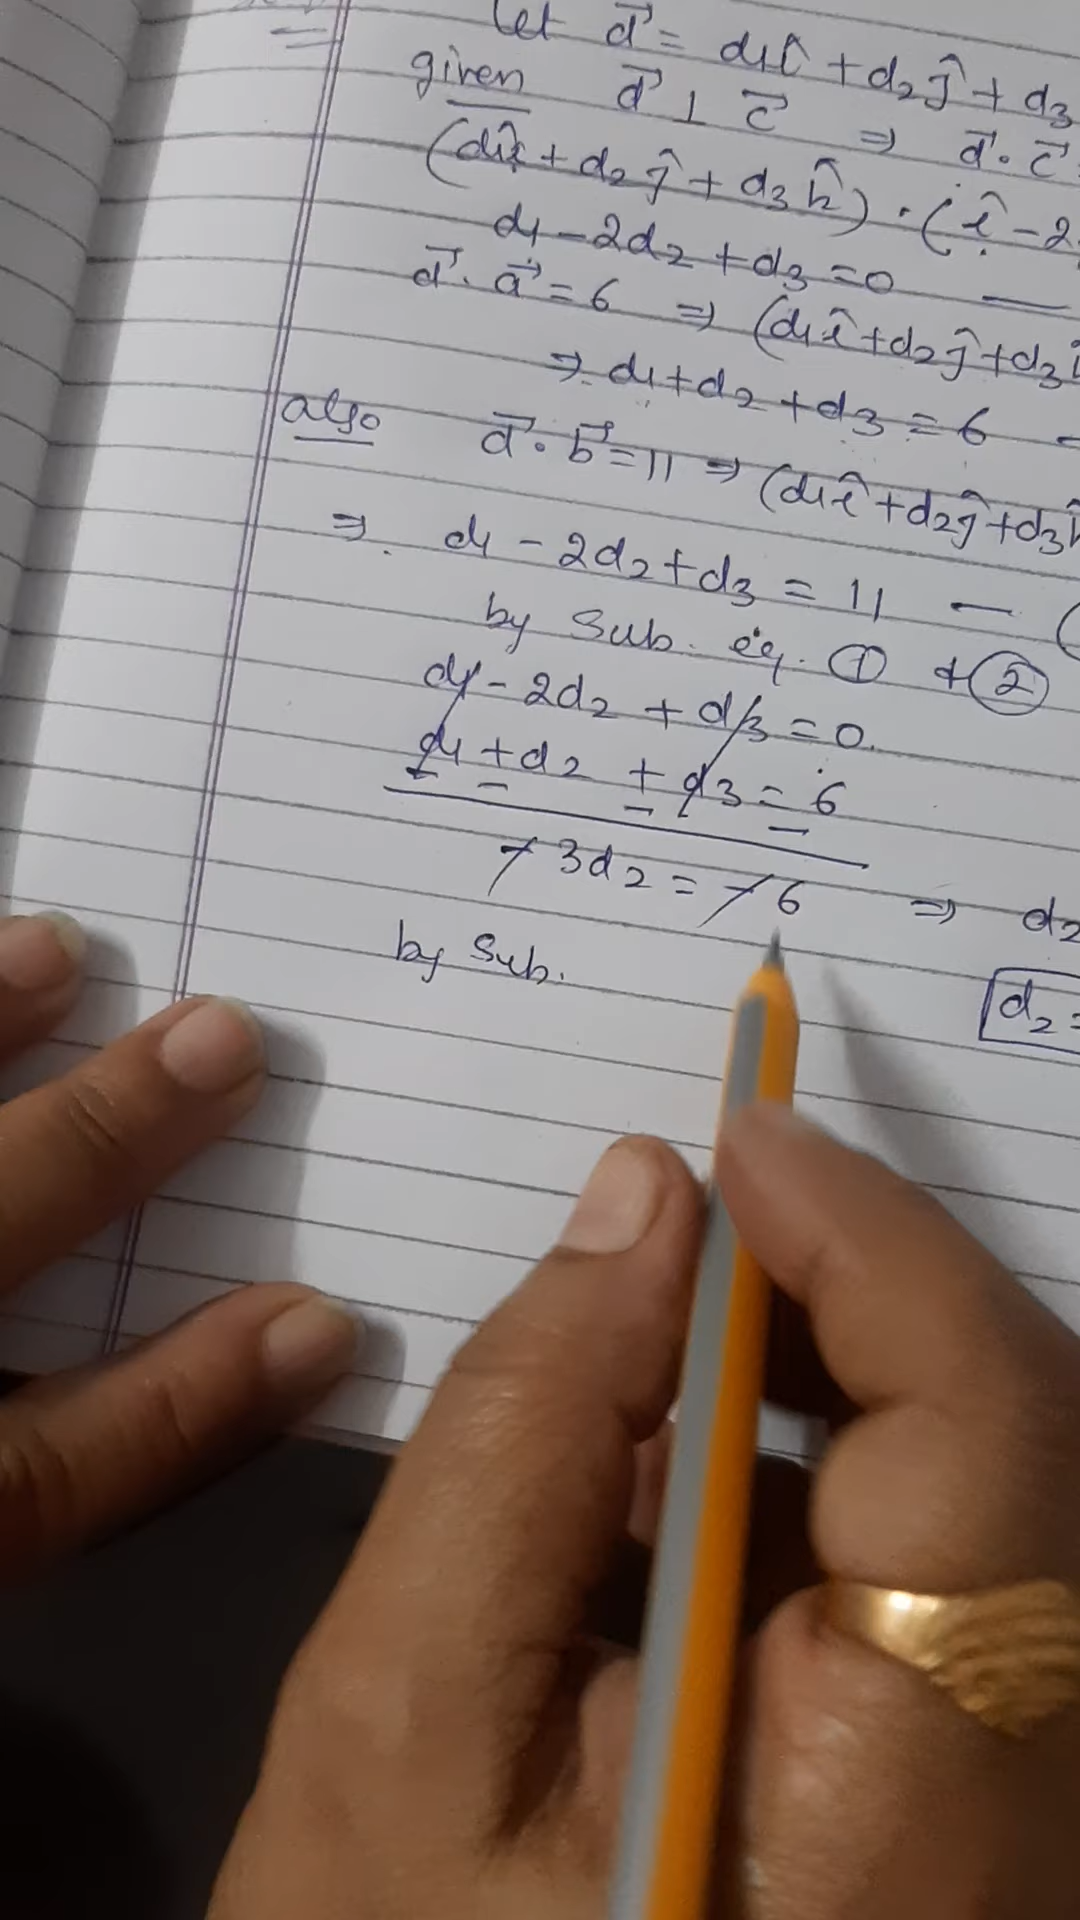 let d⃗ = d₁î + d₂ĵ + d₃
given d⃗ ⊥ c⃗ ⇒ d⃗ · c⃗
(d₁î + d₂ĵ + d₃k̂) · (î - 2
d₁ - 2d₂ + d₃ = 0 —
d⃗ · a⃗ = 6 ⇒ (d₁î + d₂ĵ + d₃
⇒ d₁ + d₂ + d₃ = 6 —
also d⃗ · b⃗ = 11 ⇒ (d₁î + d₂ĵ + d₃k̂
⇒ d₁ - 2d₂ + d₃ = 11 — (
by Sub. eq. ① + ②
d₁ - 2d₂ + d₃ = 0
d₁ + d₂ + d₃ = 6
- - - -
- 3d₂ = - 6 ⇒ d₂
by Sub. d₂ =